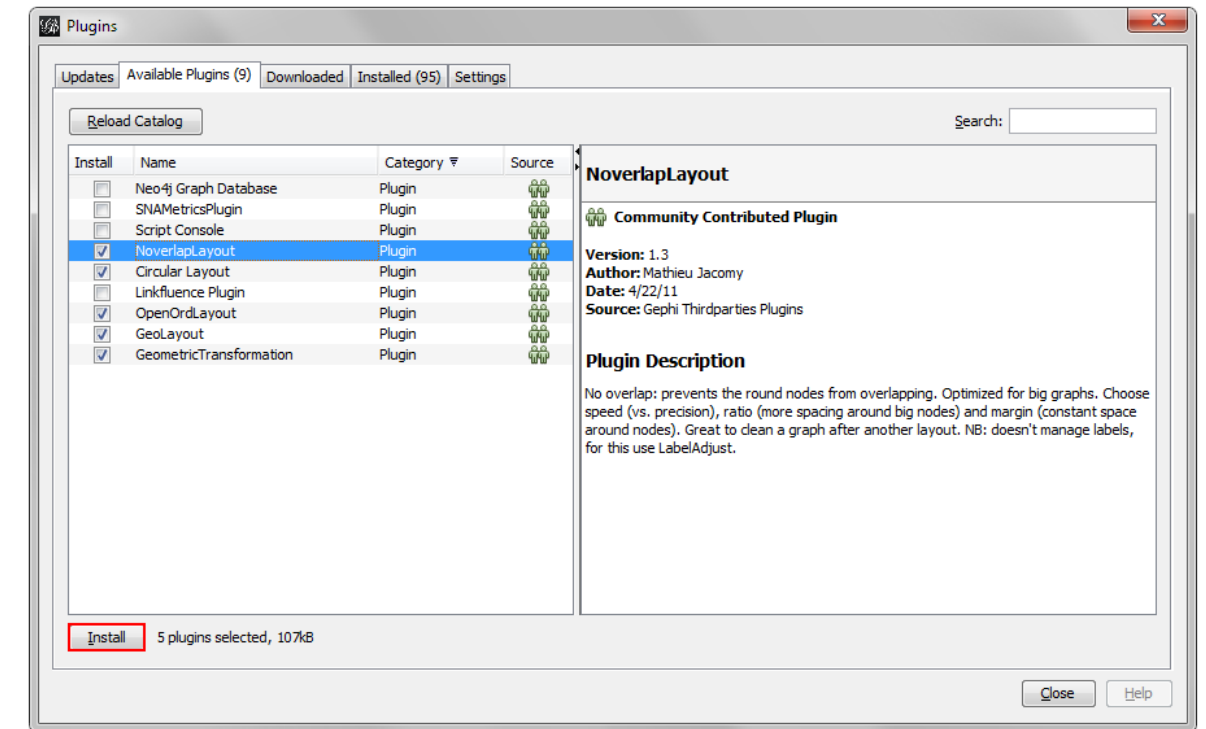 Plugins
Updates Available Plugins (9) Downloaded Installed (95) Settings
Reload Catalog Search:
Install Name Category Source
Neo4j Graph Database Plugin
SNAMetricsPlugin Plugin
Script Console Plugin
NoverlapLayout Plugin
Circular Layout Plugin
Linkfluence Plugin Plugin
OpenOrdLayout Plugin
GeoLayout Plugin
GeometricTransformation Plugin
NoverlapLayout
Community Contributed Plugin
Version: 1.3
Author: Mathieu Jacomy
Date: 4/22/11
Source: Gephi Thirdparties Plugins
Plugin Description
No overlap: prevents the round nodes from overlapping. Optimized for big graphs. Choose
speed (vs. precision), ratio (more spacing around big nodes) and margin (constant space
around nodes). Great to clean a graph after another layout. NB: doesn't manage labels,
for this use LabelAdjust.
Install 5 plugins selected, 107kB
Close Help